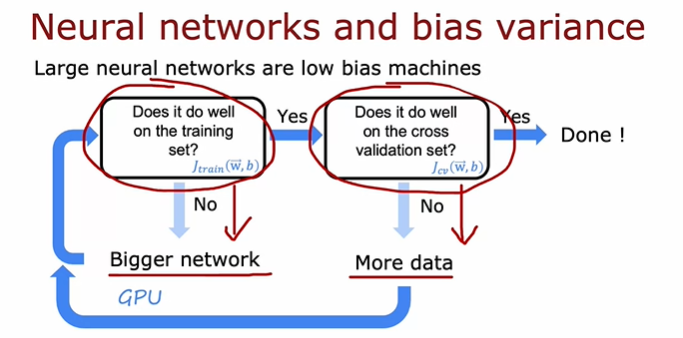 Neural networks and bias variance
Large neural networks are low bias machines
Does it do well
on the training
set?
J_train(w⃗,b)
Yes
Does it do well
on the cross
validation set?
J_cv(w⃗,b)
Yes
Done !
No
No
Bigger network
More data
GPU